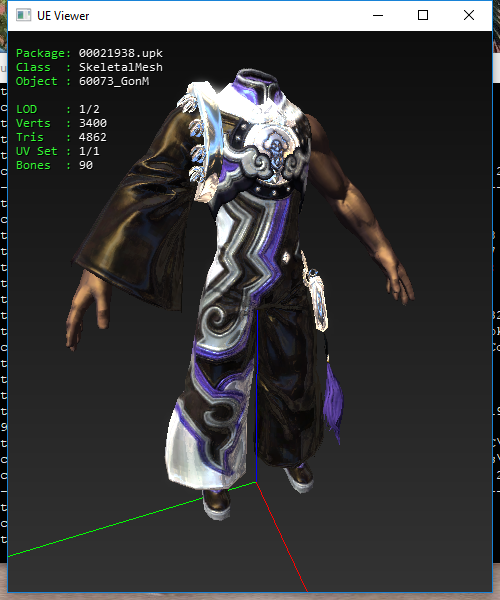 UE Viewer
Package: 00021938.upk
Class : SkeletalMesh
Object : 60073_GonM
LOD : 1/2
Verts : 3400
Tris : 4862
UV Set : 1/1
Bones : 90